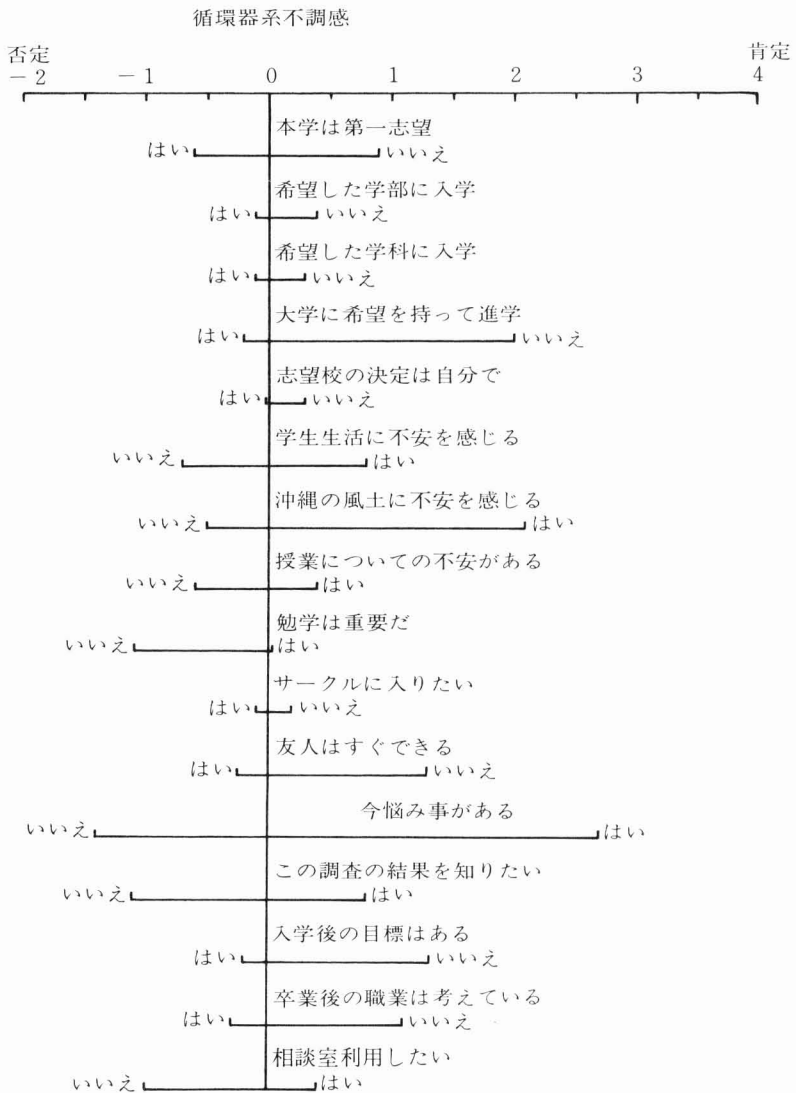 循環器系不調感
否定 肯定
－2 －1 0 1 2 3 4
本学は第一志望
はい いいえ
希望した学部に入学
はい いいえ
希望した学科に入学
はい いいえ
大学に希望を持って進学
はい いいえ
志望校の決定は自分で
はい いいえ
学生生活に不安を感じる
いいえ はい
沖縄の風土に不安を感じる
いいえ はい
授業についての不安がある
いいえ はい
勉学は重要だ
いいえ はい
サークルに入りたい
はい いいえ
友人はすぐできる
はい いいえ
今悩み事がある
いいえ はい
この調査の結果を知りたい
いいえ はい
入学後の目標はある
はい いいえ
卒業後の職業は考えている
はい いいえ
相談室利用したい
いいえ はい